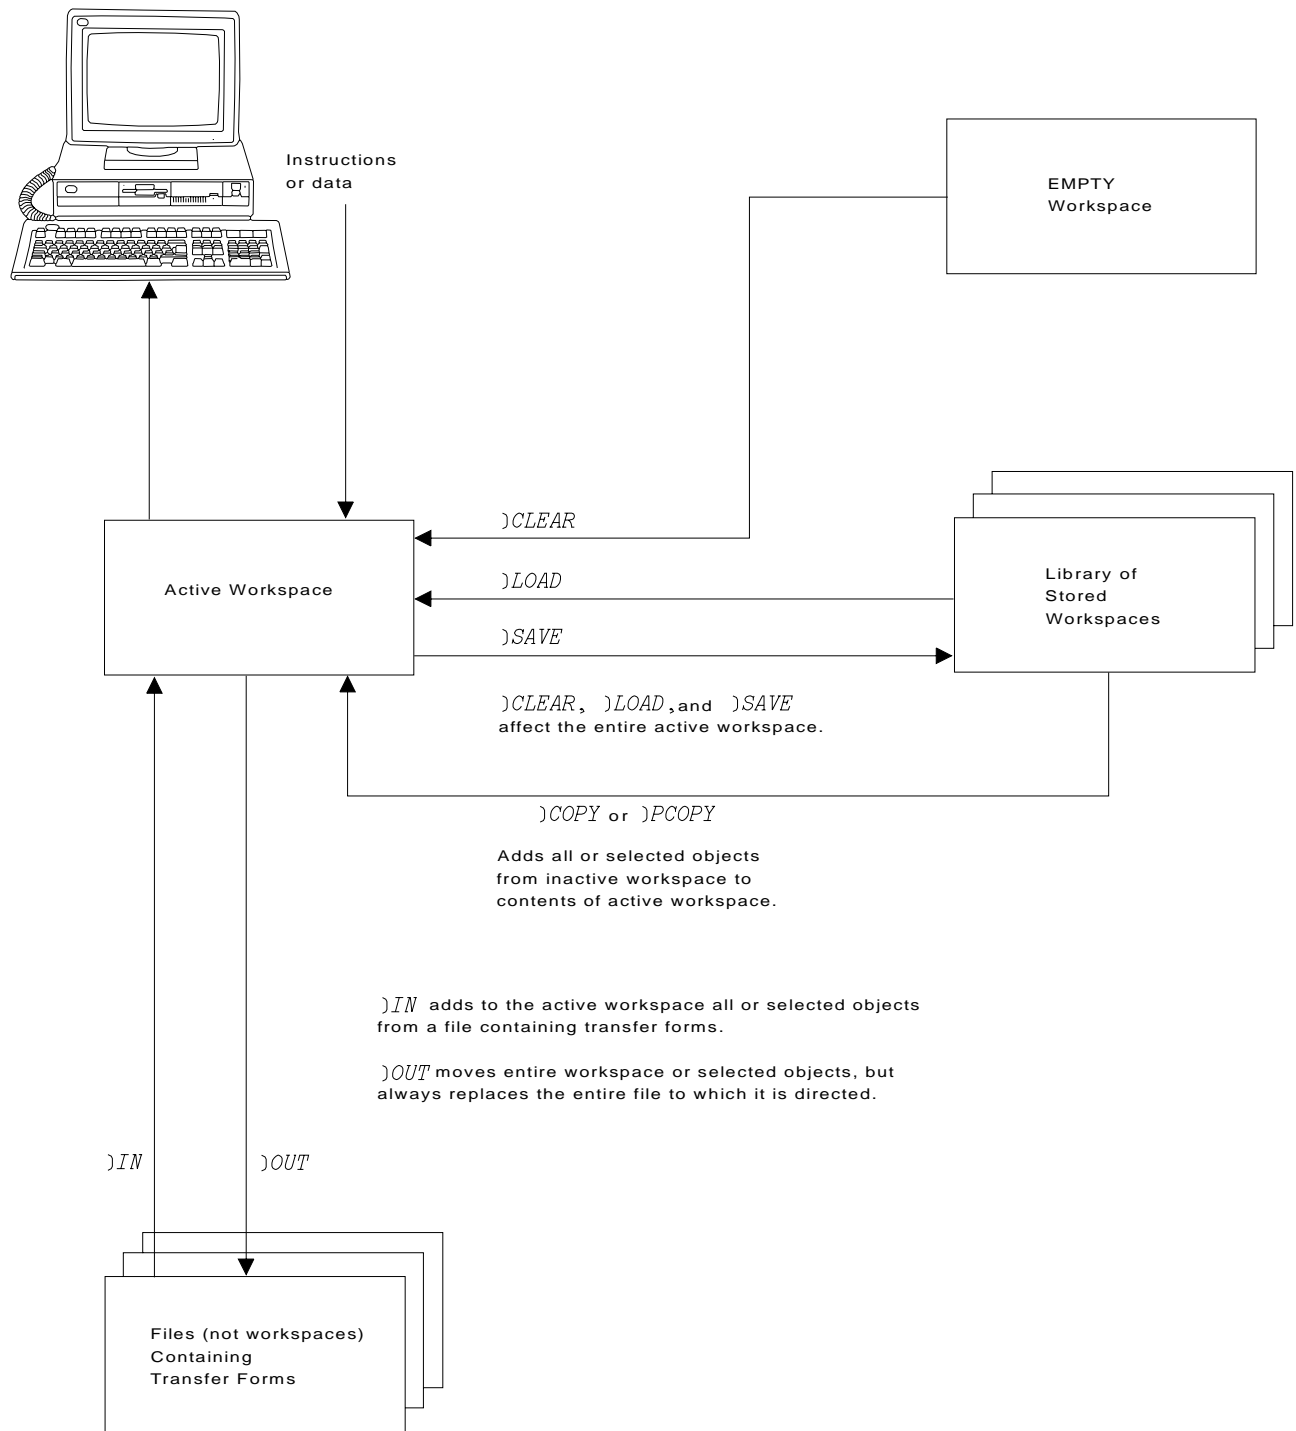 Instructions
or data
EMPTY
Workspace
)CLEAR
)LOAD
Active Workspace
Library of
Stored
Workspaces
)SAVE
)CLEAR, )LOAD,and )SAVE
affect the entire active workspace.
)COPY or )PCOPY
Adds all or selected objects
from inactive workspace to
contents of active workspace.
)IN adds to the active workspace all or selected objects
from a file containing transfer forms.
)OUT moves entire workspace or selected objects, but
always replaces the entire file to which it is directed.
)IN
)OUT
Files (not workspaces)
Containing
Transfer Forms